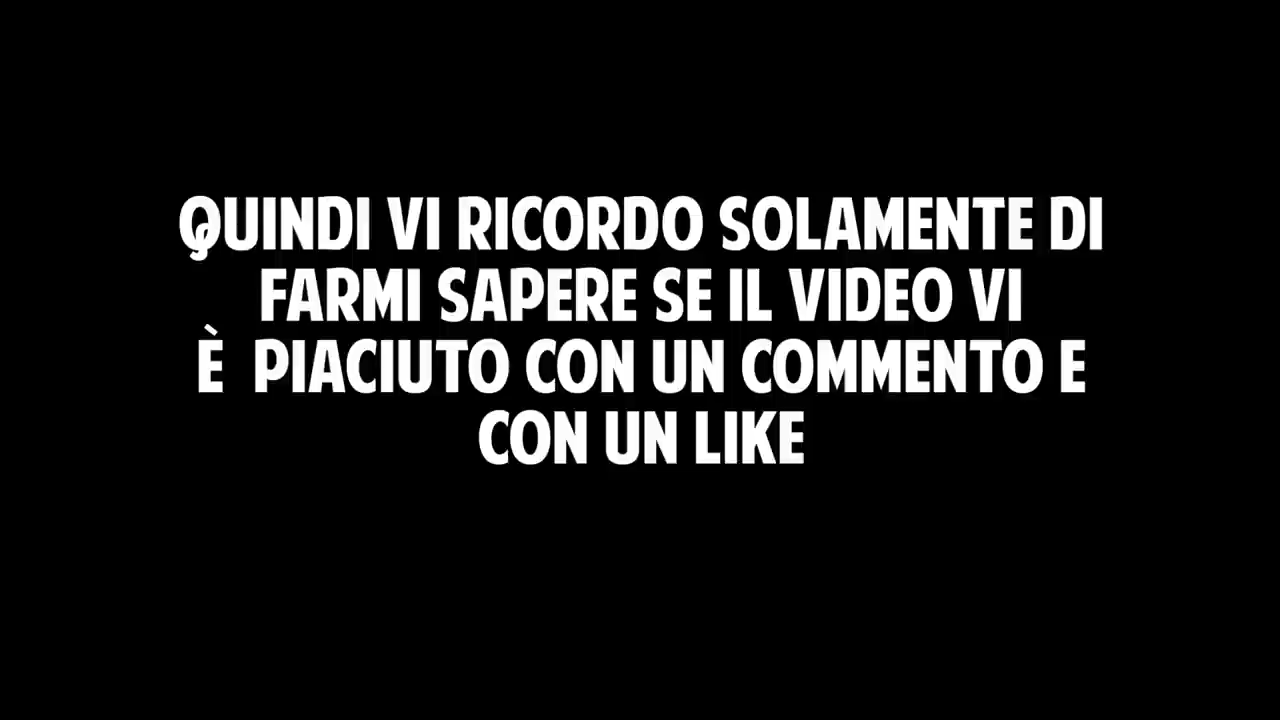 QUINDI VI RICORDO SOLAMENTE DI
FARMI SAPERE SE IL VIDEO VI
È PIACIUTO CON UN COMMENTO E
CON UN LIKE